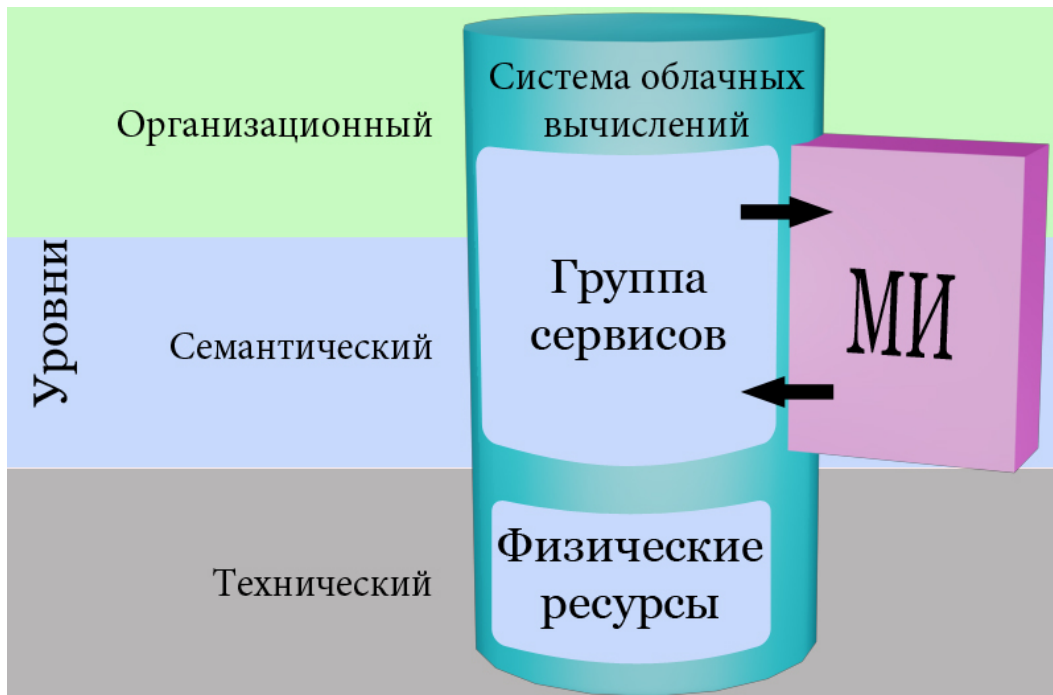 Система облачных
вычислений
Организационный
Уровни
Группа
сервисов
МИ
Семантический
Физические
ресурсы
Технический